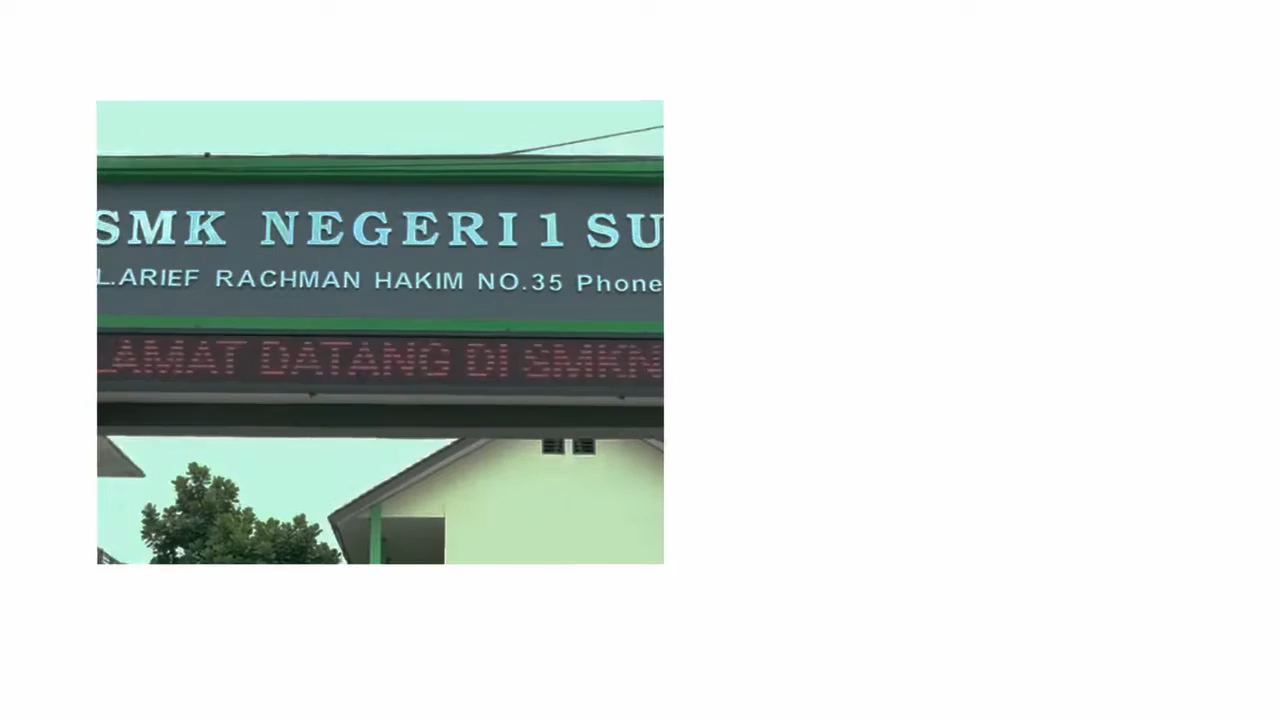 SMK NEGERI 1 SU
L.ARIEF RACHMAN HAKIM NO.35 Phone
LAMAT DATANG DI SMKN